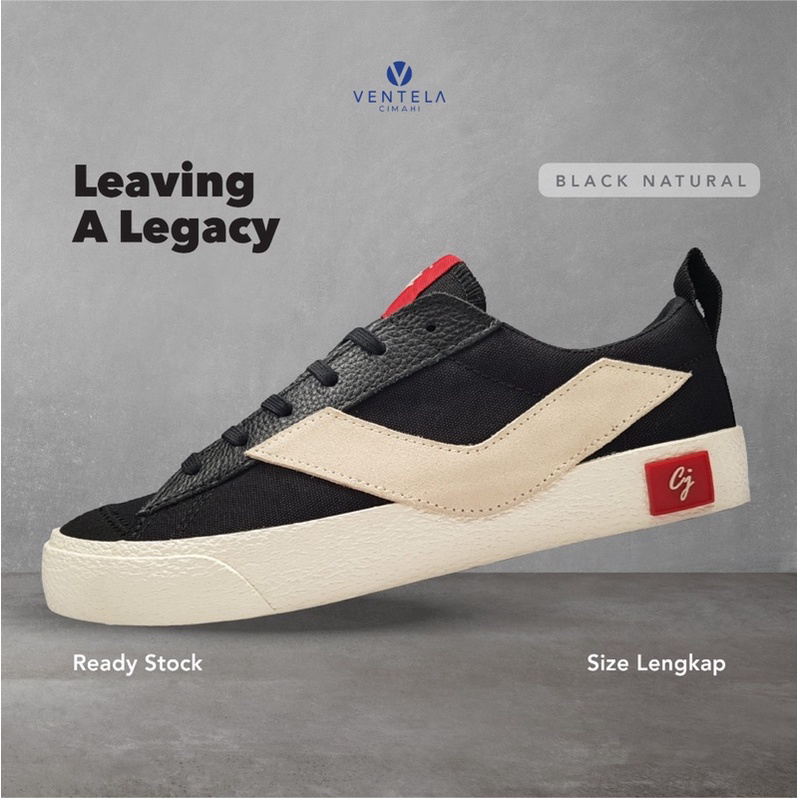 VENTELA
CIMAHI
Leaving
A Legacy
BLACK NATURAL
Cj
Ready Stock
Size Lengkap